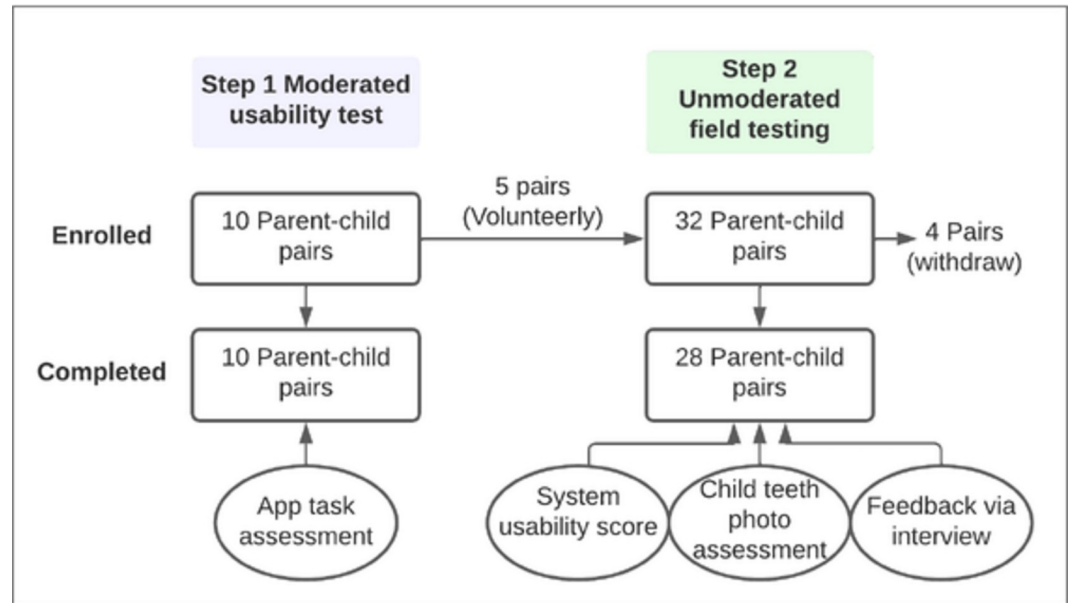 Step 1 Moderated
usability test
Step 2
Unmoderated
field testing
Enrolled
10 Parent-child
pairs
5 pairs
(Volunteerly)
32 Parent-child
pairs
4 Pairs
(withdraw)
Completed
10 Parent-child
pairs
28 Parent-child
pairs
App task
assessment
System
usability score
Child teeth
photo
assessment
Feedback via
interview